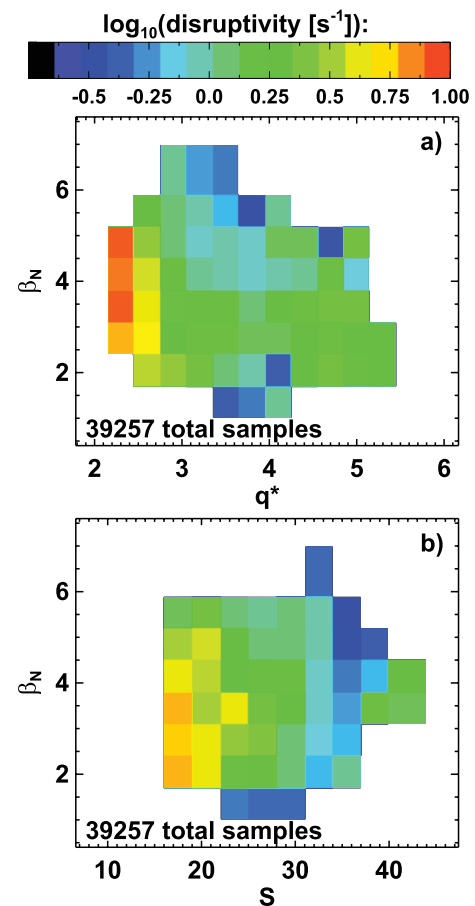 log₁₀(disruptivity [s⁻¹]):
-0.5 -0.25 0.0 0.25 0.5 0.75 1.00
a)
6
4
2
β_N
39257 total samples
2 3 4 5 6
q*
b)
6
4
2
β_N
39257 total samples
10 20 30 40
S